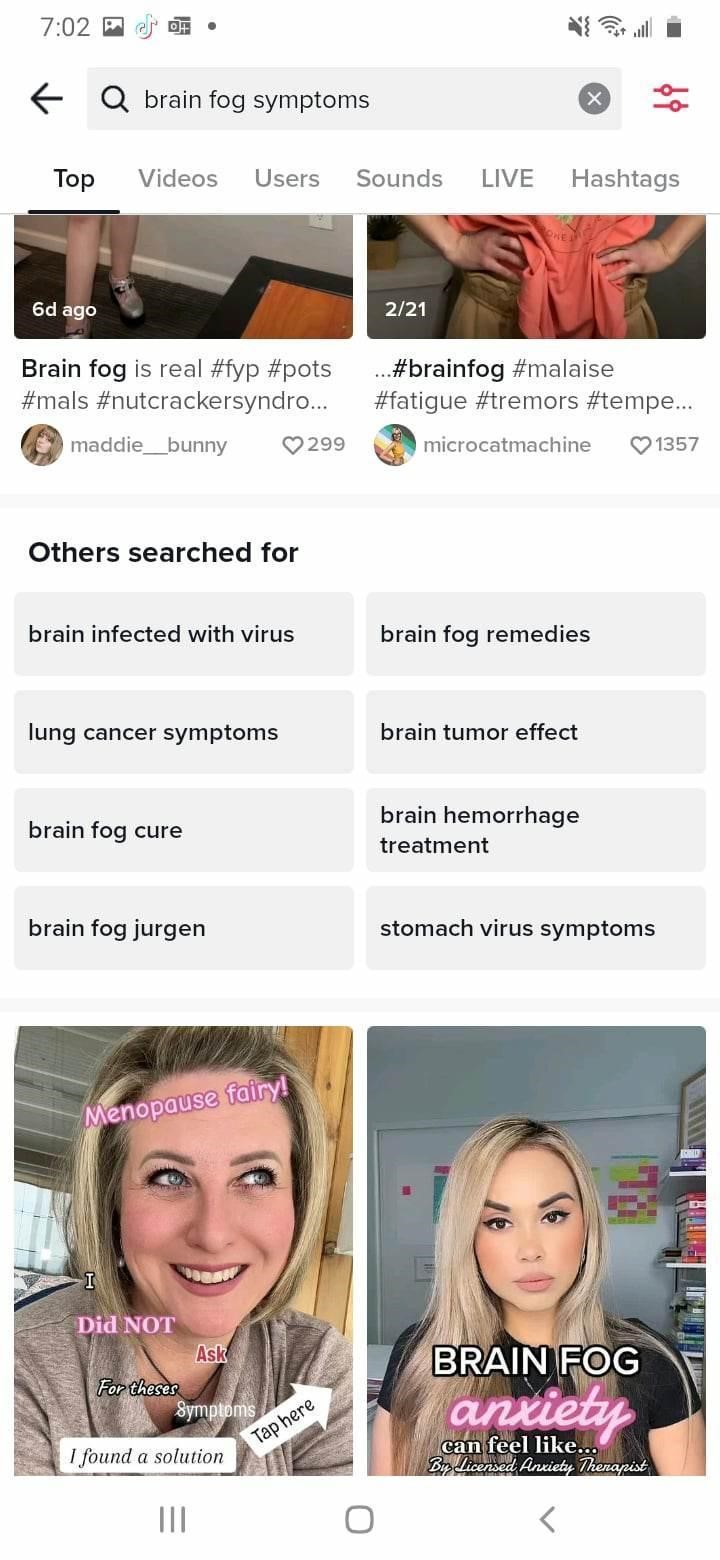 7:02
brain fog symptoms
Top Videos Users Sounds LIVE Hashtags
6d ago
2/21
Brain fog is real #fyp #pots
#mals #nutcrackersyndro...
maddie__bunny 299
...#brainfog #malaise
#fatigue #tremors #tempe...
microcatmachine 1357
Others searched for
brain infected with virus
brain fog remedies
lung cancer symptoms
brain tumor effect
brain fog cure
brain hemorrhage
treatment
brain fog jurgen
stomach virus symptoms
Menopause fairy!
I
Did NOT
Ask
For theses
Symptoms
Tap here
I found a solution
BRAIN FOG
anxiety
can feel like...
By Licensed Anxiety Therapist